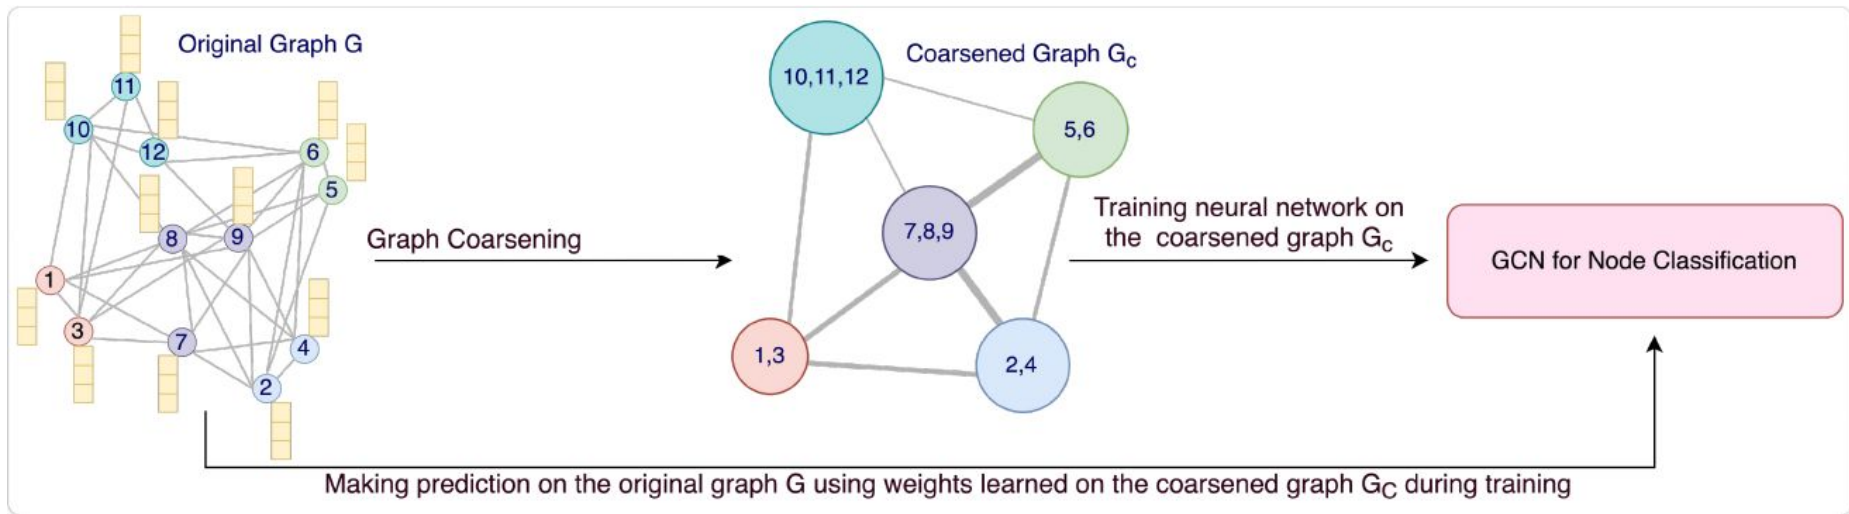 Original Graph G
11
10
12
6
5
8
9
1
3
7
4
2
Graph Coarsening
Coarsened Graph Gc
10,11,12
5,6
7,8,9
1,3
2,4
Training neural network on
the coarsened graph Gc
GCN for Node Classification
Making prediction on the original graph G using weights learned on the coarsened graph GC during training